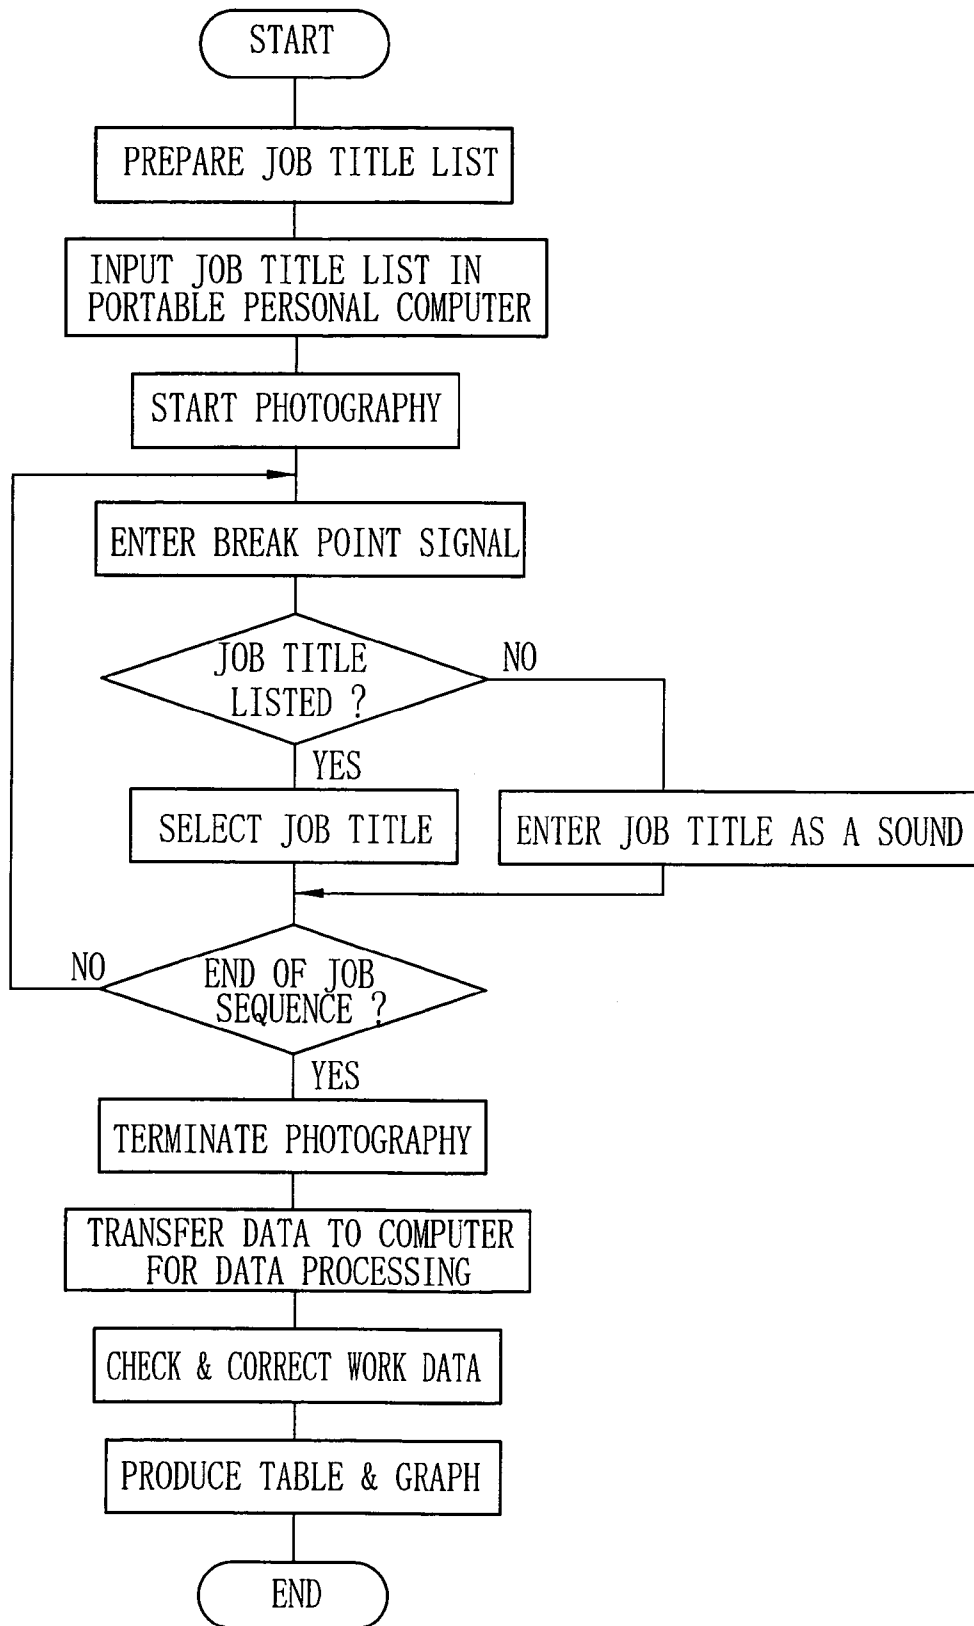 START
PREPARE JOB TITLE LIST
INPUT JOB TITLE LIST IN
PORTABLE PERSONAL COMPUTER
START PHOTOGRAPHY
ENTER BREAK POINT SIGNAL
JOB TITLE
LISTED ?
NO
YES
SELECT JOB TITLE
ENTER JOB TITLE AS A SOUND
NO
END OF JOB
SEQUENCE ?
YES
TERMINATE PHOTOGRAPHY
TRANSFER DATA TO COMPUTER
FOR DATA PROCESSING
CHECK & CORRECT WORK DATA
PRODUCE TABLE & GRAPH
END